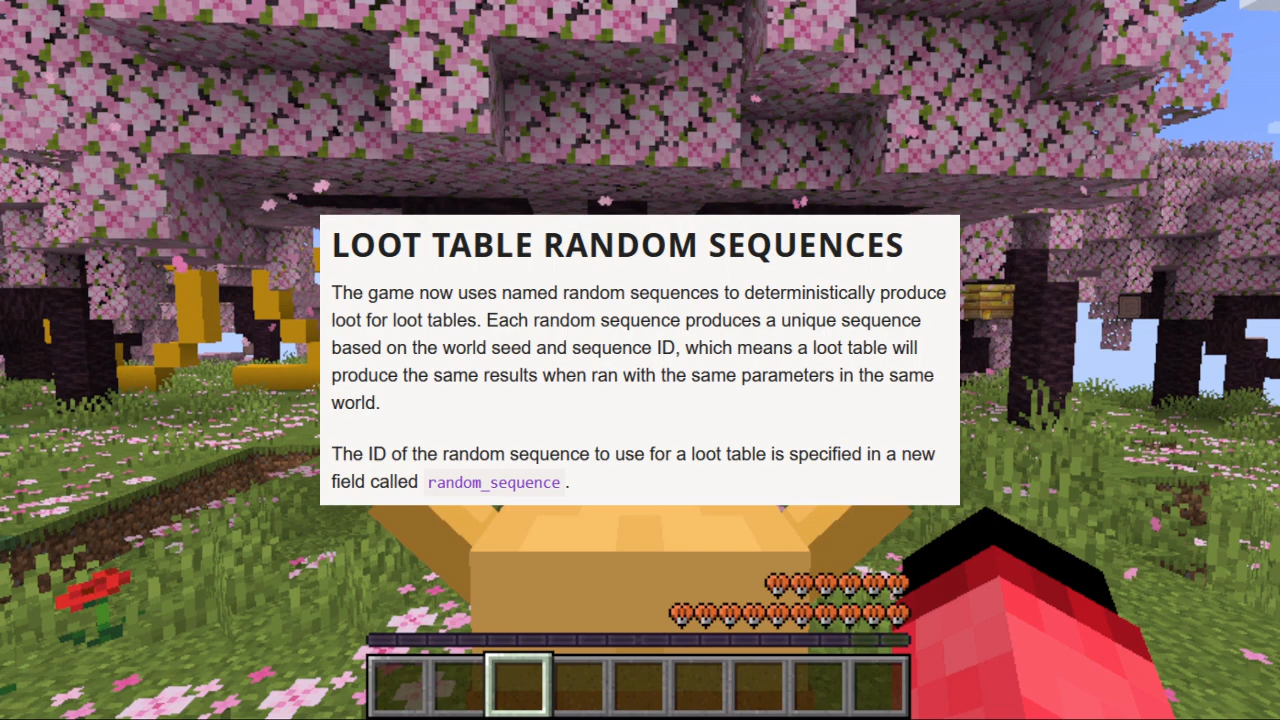 LOOT TABLE RANDOM SEQUENCES
The game now uses named random sequences to deterministically produce
loot for loot tables. Each random sequence produces a unique sequence
based on the world seed and sequence ID, which means a loot table will
produce the same results when ran with the same parameters in the same
world.
The ID of the random sequence to use for a loot table is specified in a new
field called random_sequence.